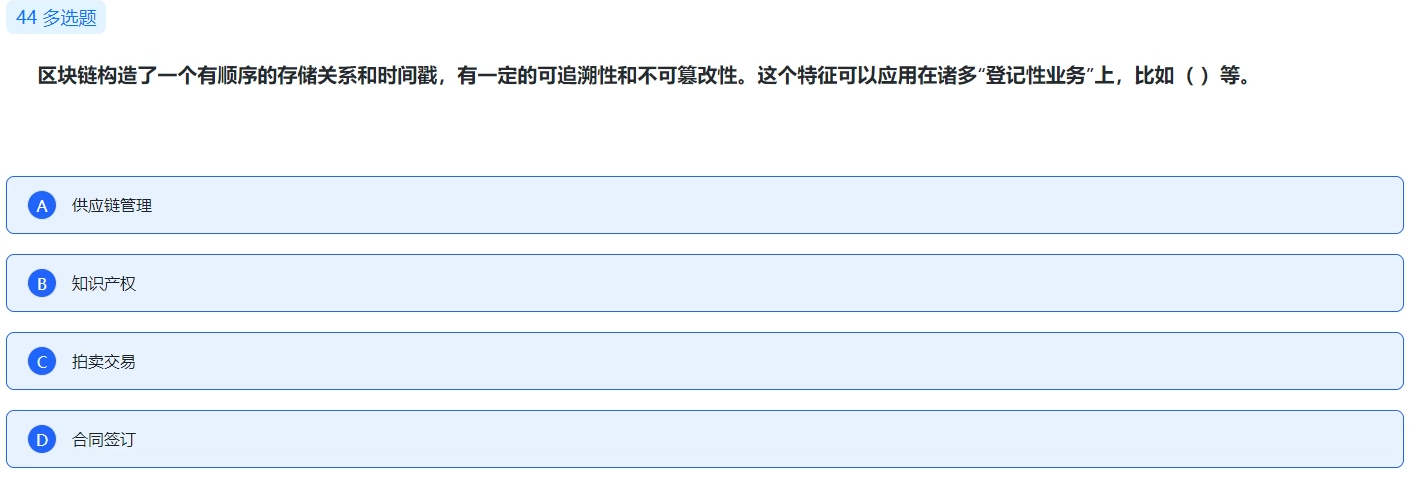 44 多选题
区块链构造了一个有顺序的存储关系和时间戳，有一定的可追溯性和不可篡改性。这个特征可以应用在诸多“登记性业务”上，比如（ ）等。
A 供应链管理
B 知识产权
C 拍卖交易
D 合同签订